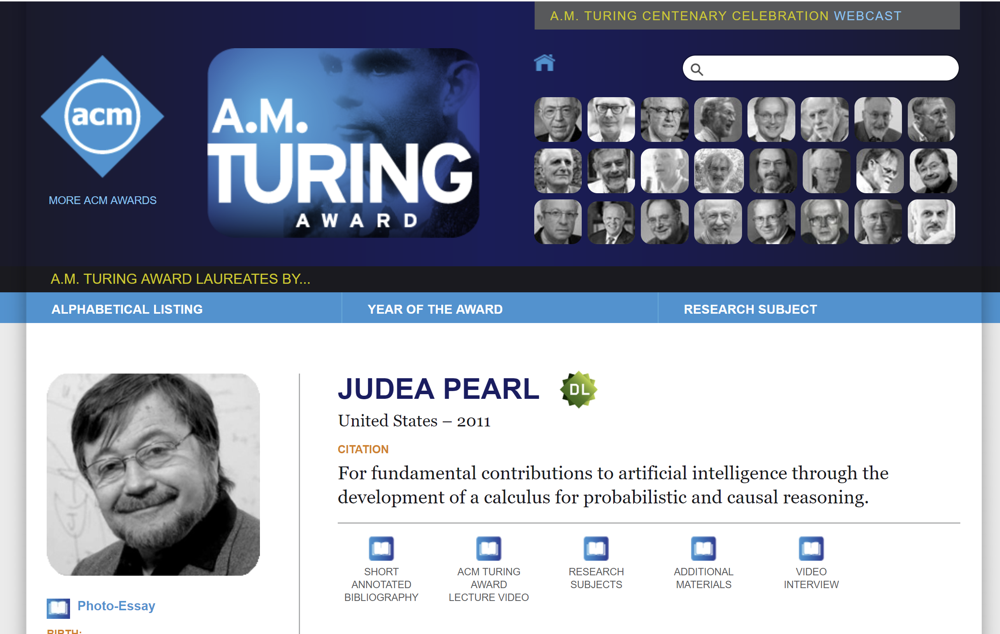 A.M. TURING CENTENARY CELEBRATION WEBCAST
acm
MORE ACM AWARDS
A.M.
TURING
AWARD
A.M. TURING AWARD LAUREATES BY...
ALPHABETICAL LISTING
YEAR OF THE AWARD
RESEARCH SUBJECT
JUDEA PEARL
DL
United States – 2011
CITATION
For fundamental contributions to artificial intelligence through the
development of a calculus for probabilistic and causal reasoning.
SHORT
ANNOTATED
BIBLIOGRAPHY
ACM TURING
AWARD
LECTURE VIDEO
RESEARCH
SUBJECTS
ADDITIONAL
MATERIALS
VIDEO
INTERVIEW
Photo-Essay
BIRTH: